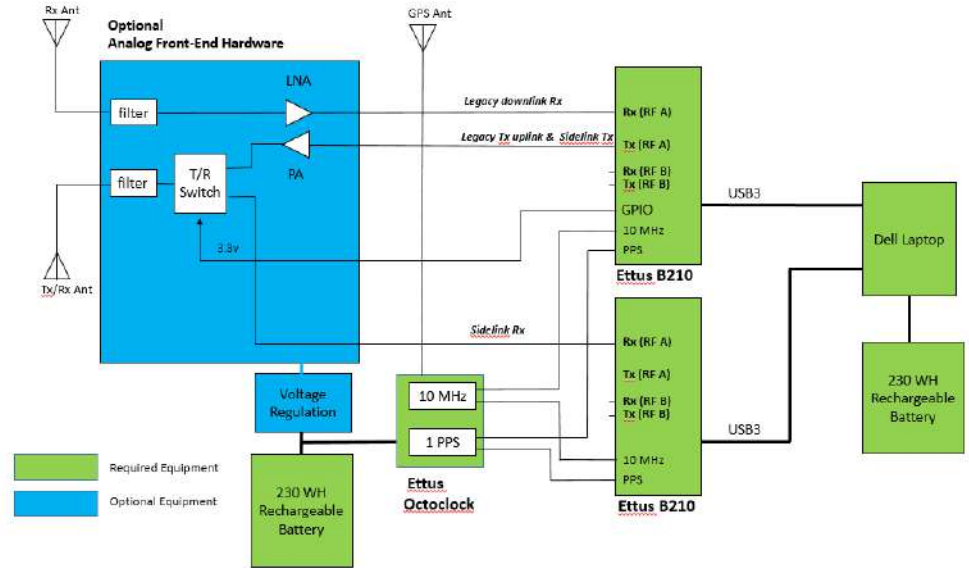 Rx Ant
GPS Ant
Optional
Analog Front-End Hardware
LNA
filter
Legacy downlink Rx
Rx (RF A)
Legacy Tx uplink & Sidelink Tx
Tx (RF A)
PA
T/R
Switch
filter
Rx (RF B)
Tx (RF B)
USB3
GPIO
10 MHz
PPS
3.3v
Dell Laptop
Ettus B210
Tx/Rx Ant
Sidelink Rx
Rx (RF A)
Tx (RF A)
Rx (RF B)
Tx (RF B)
USB3
10 MHz
PPS
Ettus B210
Voltage
Regulation
10 MHz
1 PPS
Ettus
Octoclock
230 WH
Rechargeable
Battery
Required Equipment
Optional Equipment
230 WH
Rechargeable
Battery